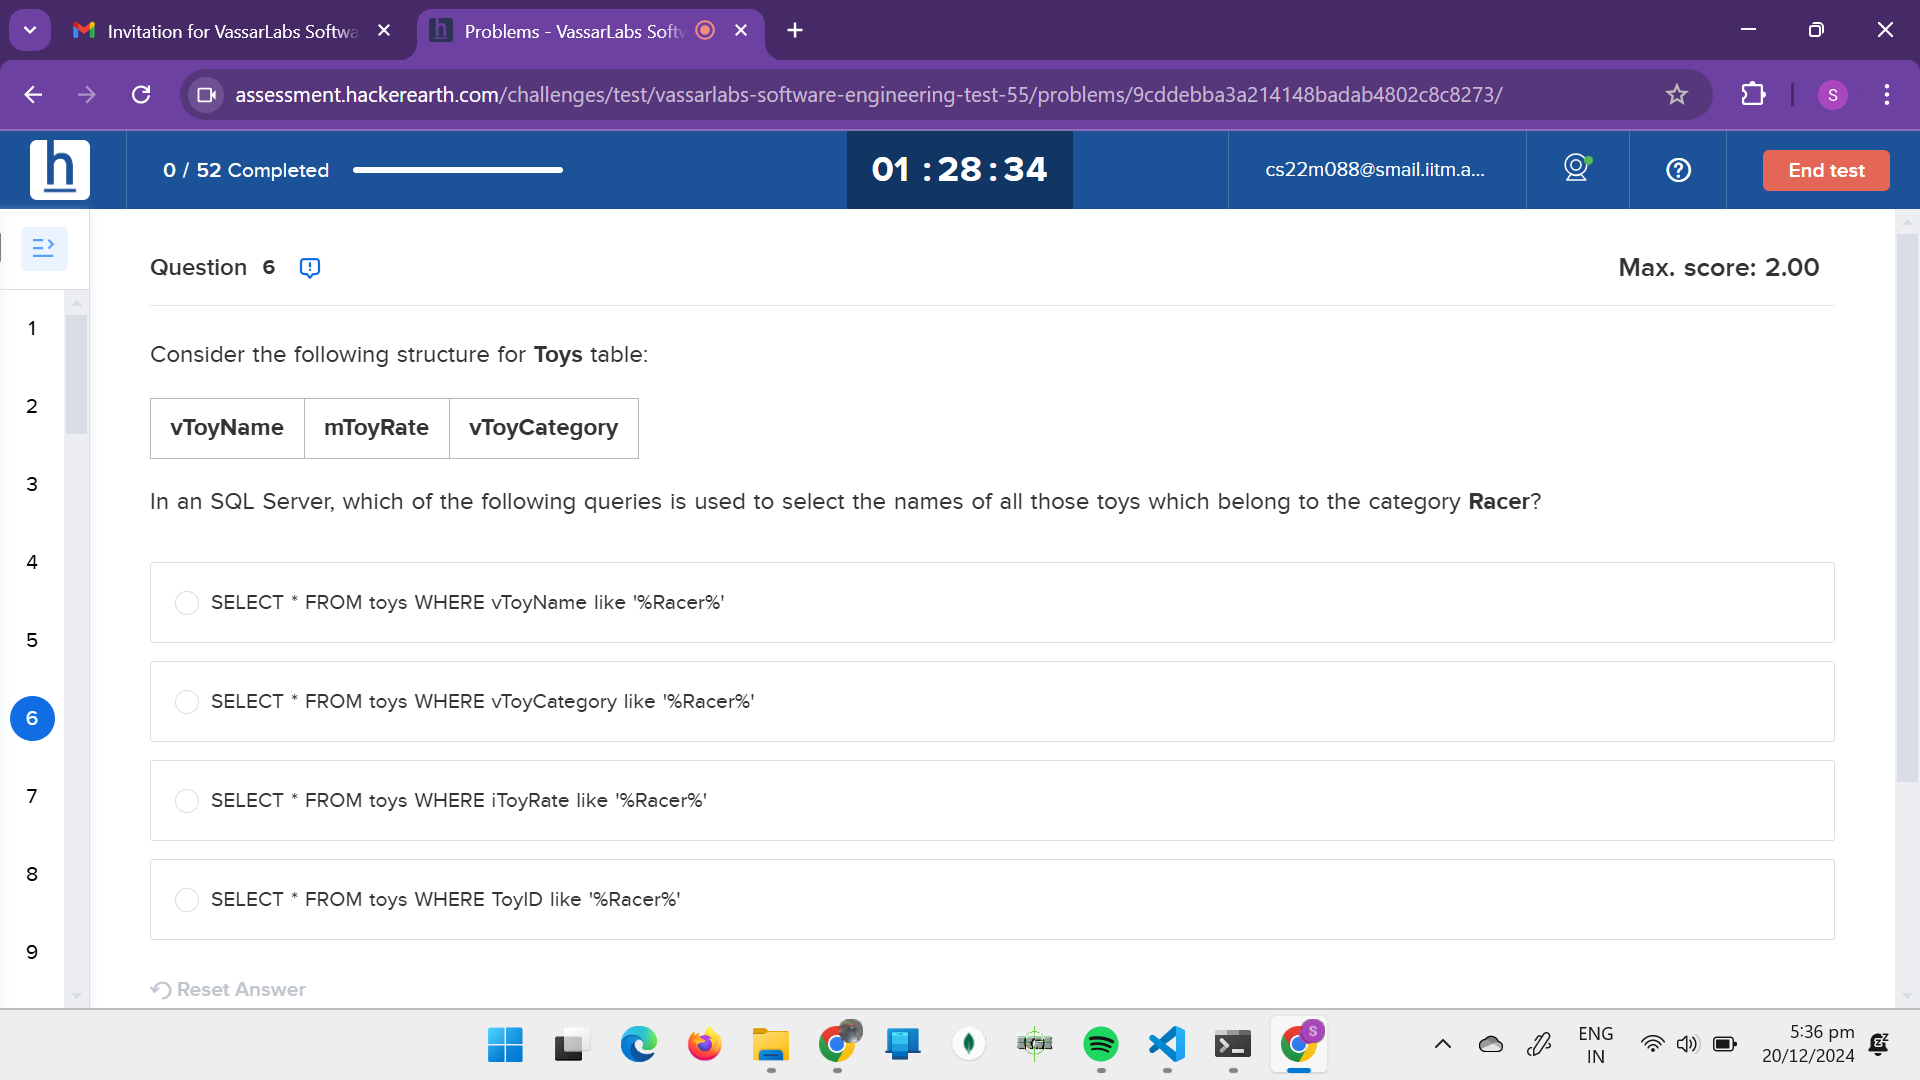 Invitation for VassarLabs Softwa
Problems - VassarLabs Softv
assessment.hackerearth.com/challenges/test/vassarlabs-software-engineering-test-55/problems/9cddebba3a214148badab4802c8c8273/
S
h
0 / 52 Completed
01 : 28 : 34
cs22m088@smail.iitm.a...
End test
Question 6
Max. score: 2.00
1
2
3
4
5
6
7
8
9
Consider the following structure for Toys table:
vToyName mToyRate vToyCategory
In an SQL Server, which of the following queries is used to select the names of all those toys which belong to the category Racer?
SELECT * FROM toys WHERE vToyName like '%Racer%'
SELECT * FROM toys WHERE vToyCategory like '%Racer%'
SELECT * FROM toys WHERE iToyRate like '%Racer%'
SELECT * FROM toys WHERE ToyID like '%Racer%'
Reset Answer
S
ENG
IN
5:36 pm
20/12/2024